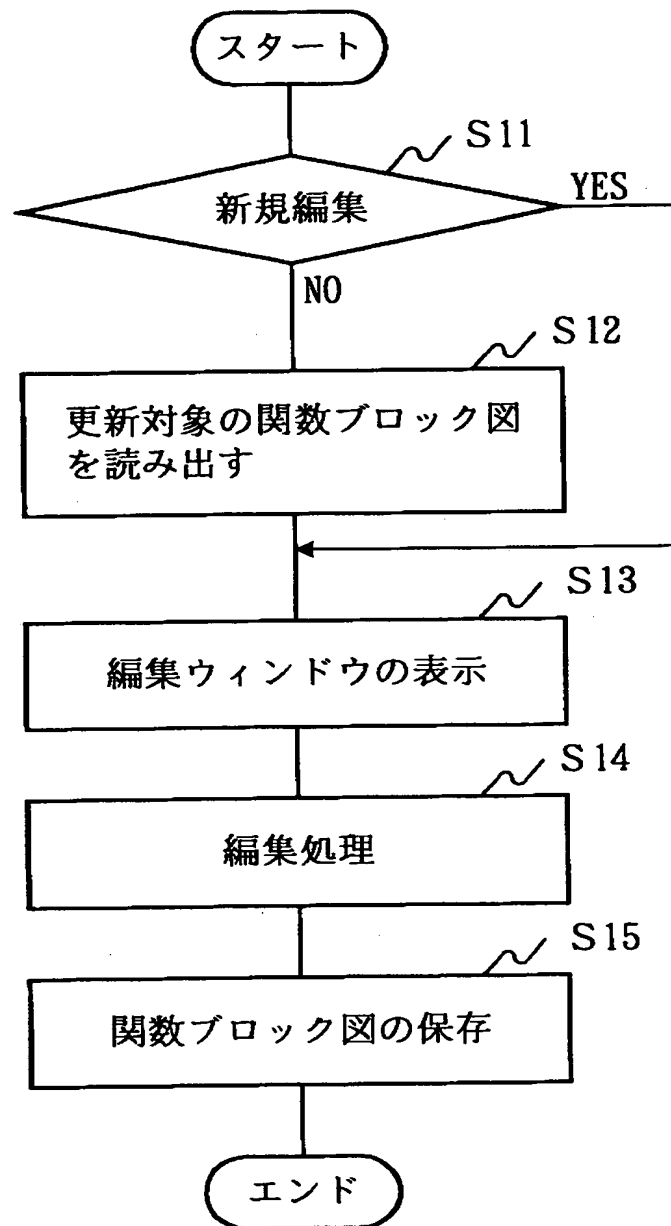 スタート
S11
新規編集
YES
NO
S12
更新対象の関数ブロック図
を読み出す
S13
編集ウィンドウの表示
S14
編集処理
S15
関数ブロック図の保存
エンド